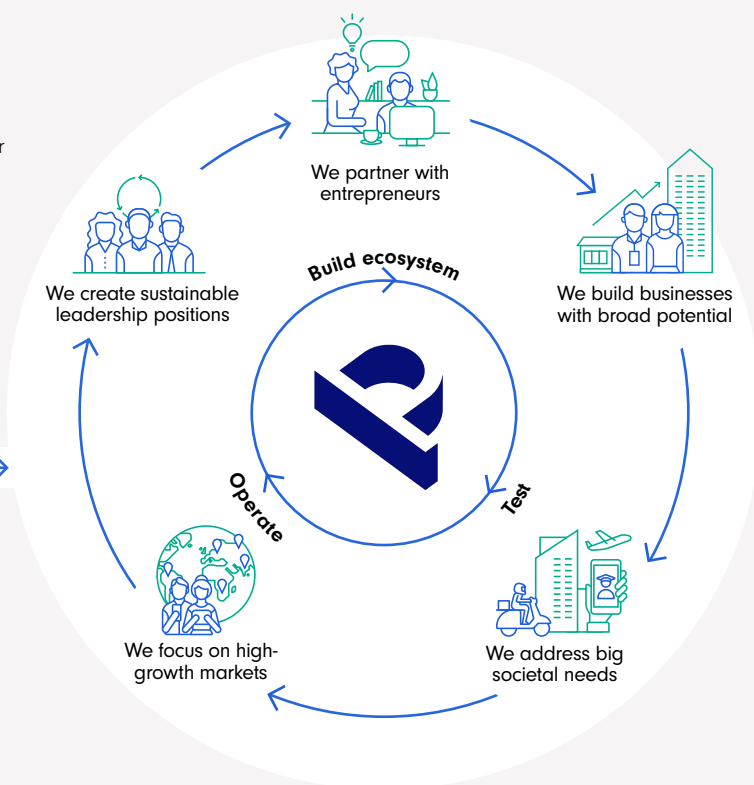 r
We partner with
entrepreneurs
We build businesses
with broad potential
We address big
societal needs
We focus on high-
growth markets
We create sustainable
leadership positions
Build ecosystem
Test
Operate